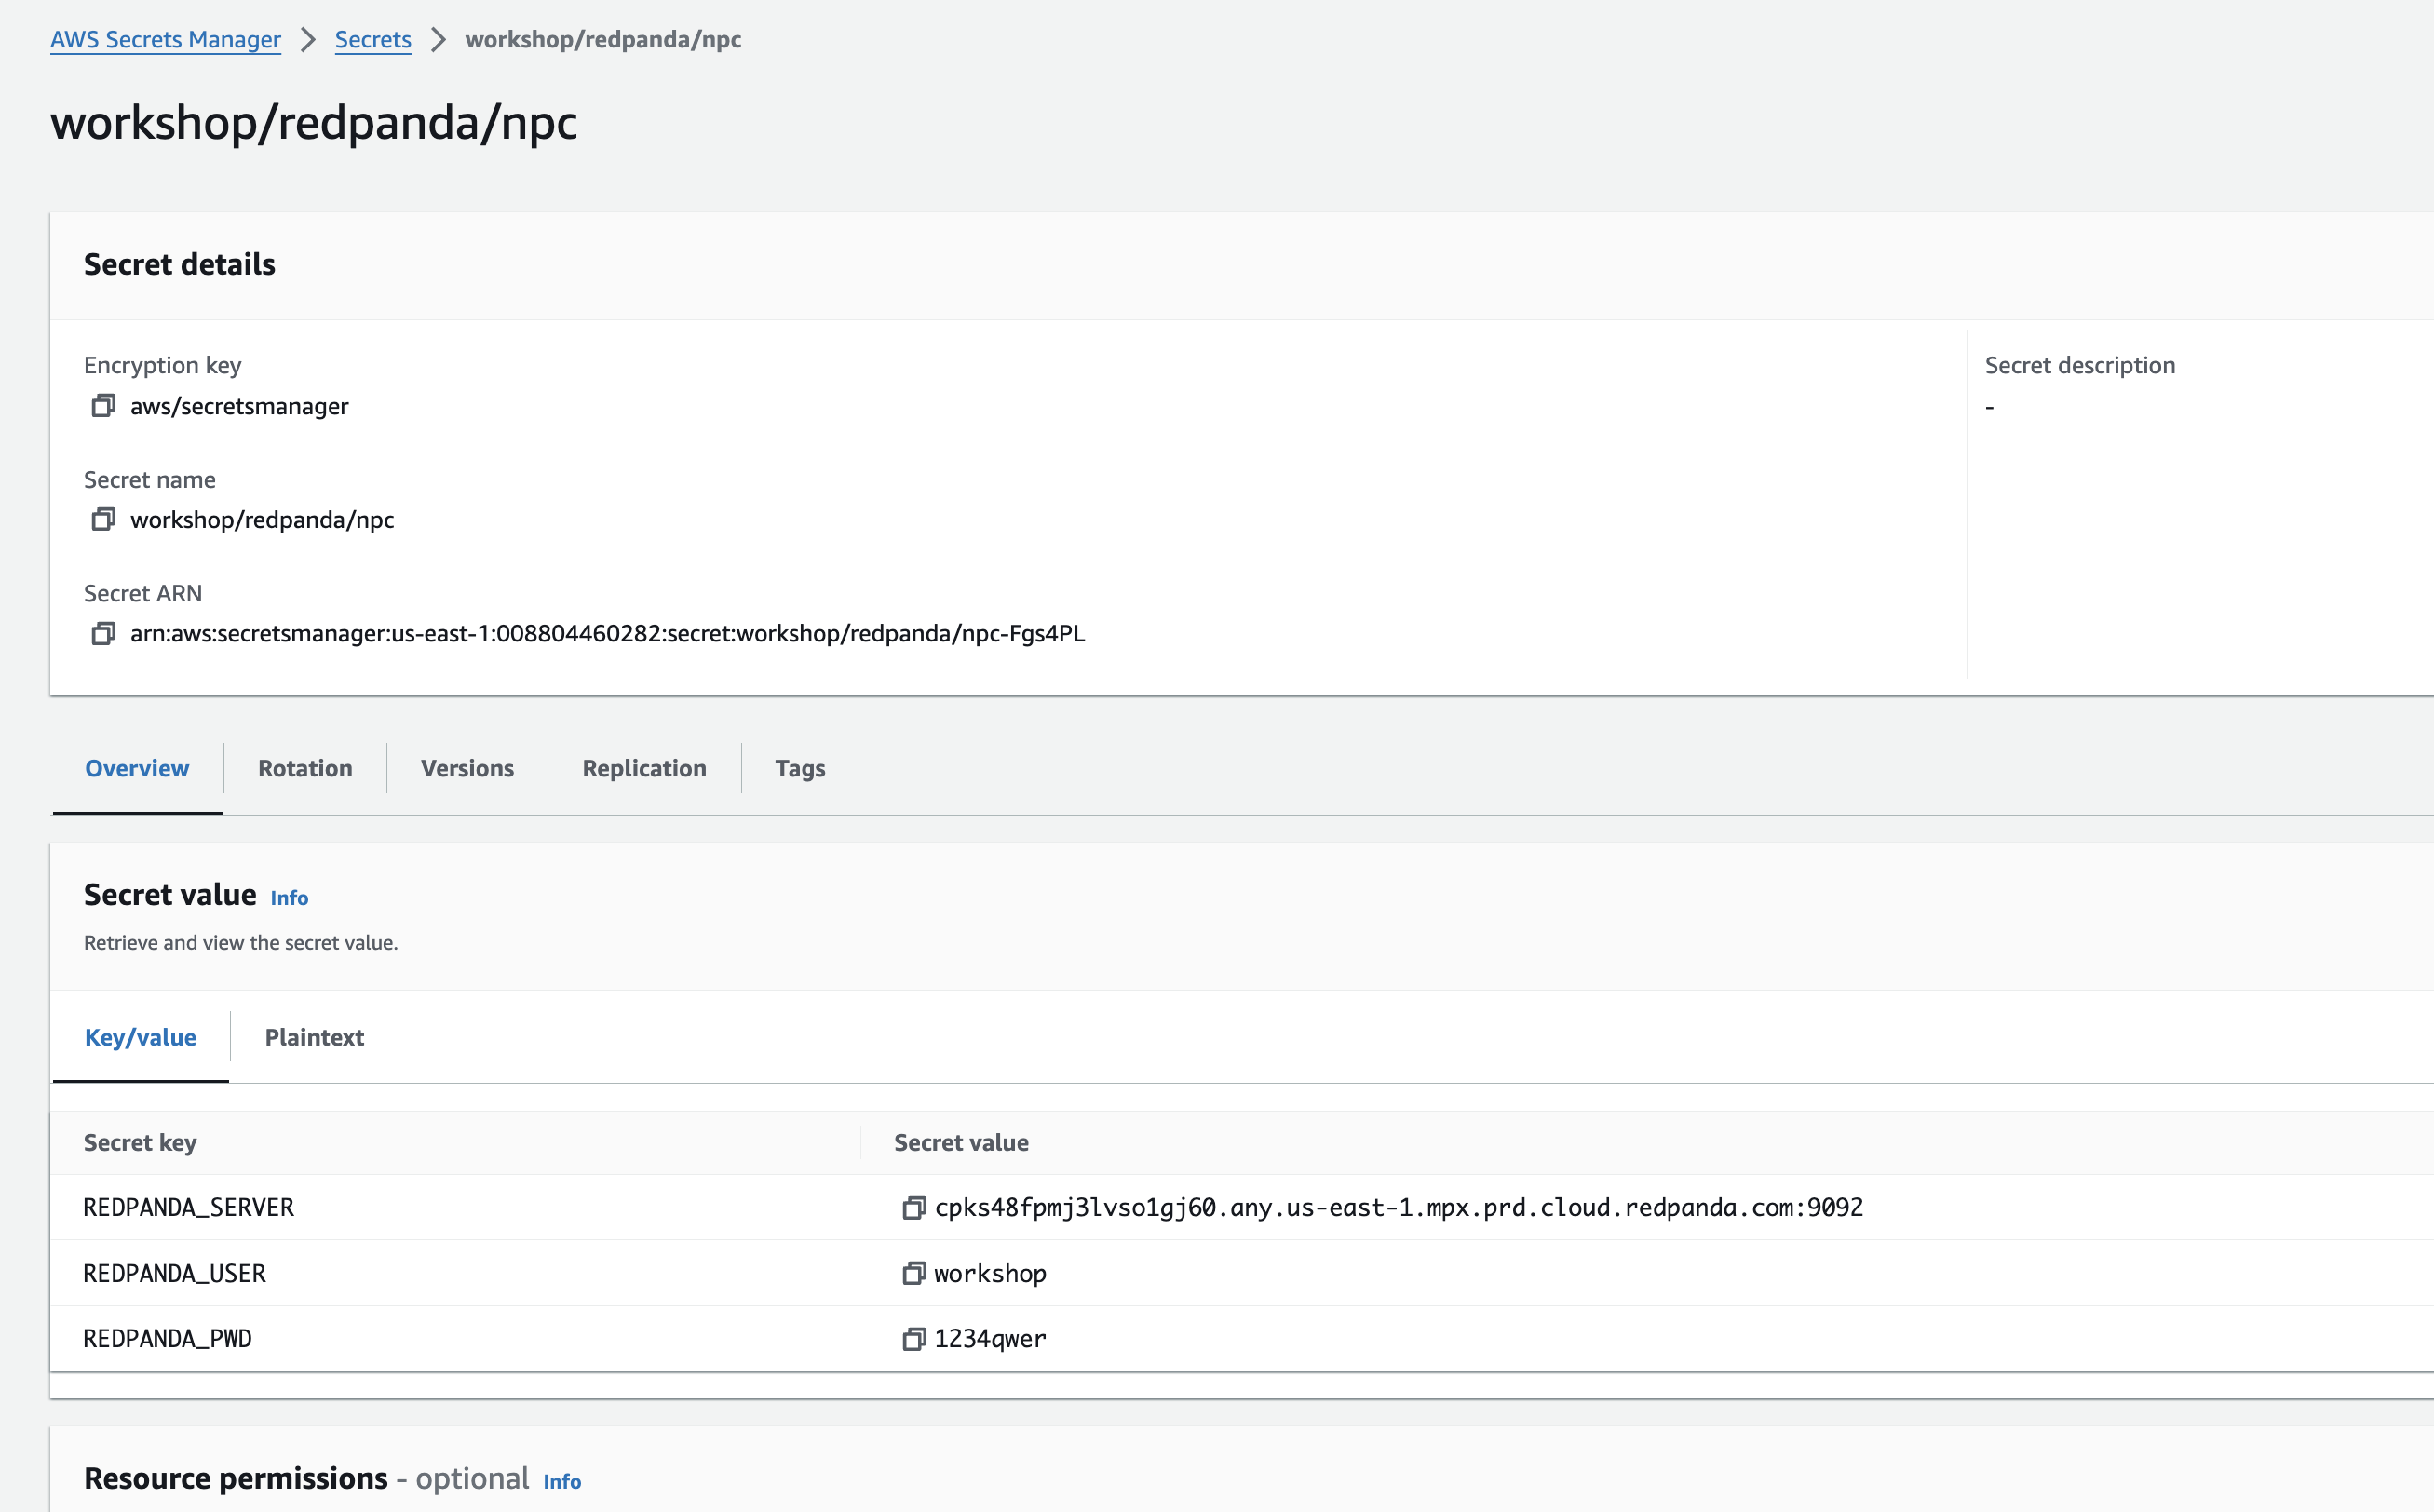 AWS Secrets Manager > Secrets > workshop/redpanda/npc
workshop/redpanda/npc
Secret details
Encryption key
aws/secretsmanager
Secret description
-
Secret name
workshop/redpanda/npc
Secret ARN
arn:aws:secretsmanager:us-east-1:008804460282:secret:workshop/redpanda/npc-Fgs4PL
Overview Rotation Versions Replication Tags
Secret value Info
Retrieve and view the secret value.
Key/value Plaintext
Secret key Secret value
REDPANDA_SERVER cpks48fpmj3lvso1gj60.any.us-east-1.mpx.prd.cloud.redpanda.com:9092
REDPANDA_USER workshop
REDPANDA_PWD 1234qwer
Resource permissions - optional Info